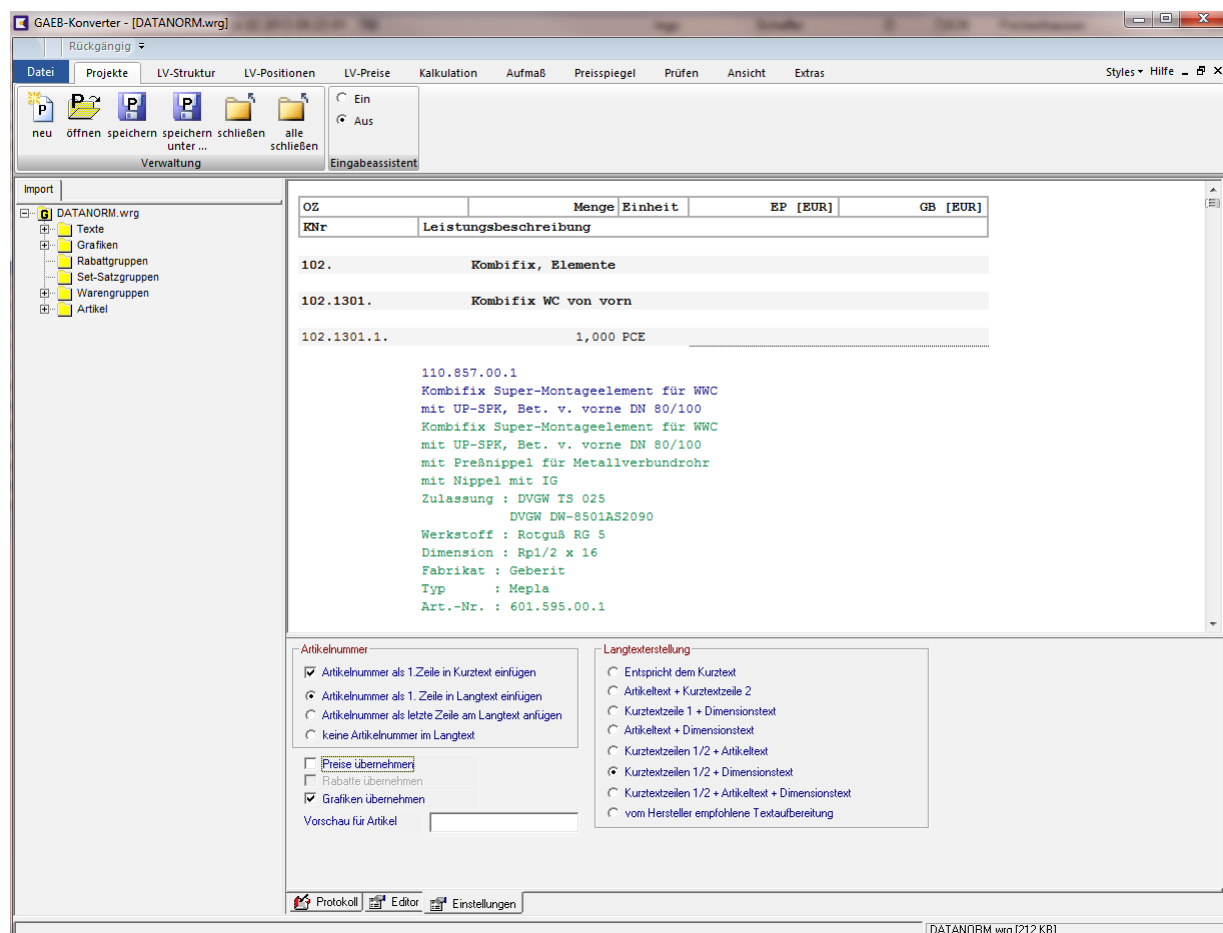 GAEB-Konverter - [DATANORM.wrg]
Rückgängig
Datei Projekte LV-Struktur LV-Positionen LV-Preise Kalkulation Aufmaß Preisspiegel Prüfen Ansicht Extras Styles Hilfe
neu öffnen speichern speichern unter ... schließen alle schließen
Ein
Aus
Verwaltung Eingabeassistent
Import
DATANORM.wrg
Texte
Grafiken
Rabattgruppen
Set-Satzgruppen
Warengruppen
Artikel
OZ Menge Einheit EP [EUR] GB [EUR]
KNr Leistungsbeschreibung
102. Kombifix, Elemente
102.1301. Kombifix WC von vorn
102.1301.1. 1,000 PCE
110.857.00.1
Kombifix Super-Montageelement für WWC
mit UP-SPK, Bet. v. vorne DN 80/100
Kombifix Super-Montageelement für WWC
mit UP-SPK, Bet. v. vorne DN 80/100
mit Preßnippel für Metallverbundrohr
mit Nippel mit IG
Zulassung : DVGW TS 025
DVGW DW-8501AS2090
Werkstoff : Rotguß RG 5
Dimension : Rp1/2 x 16
Fabrikat : Geberit
Typ : Mepla
Art.-Nr. : 601.595.00.1
Artikelnummer
Artikelnummer als 1.Zeile in Kurztext einfügen
Artikelnummer als 1. Zeile in Langtext einfügen
Artikelnummer als letzte Zeile am Langtext anfügen
keine Artikelnummer im Langtext
Preise übernehmen
Rabatte übernehmen
Grafiken übernehmen
Vorschau für Artikel
Langtexterstellung
Entspricht dem Kurztext
Artikeltext + Kurztextzeile 2
Kurztextzeile 1 + Dimensionstext
Artikeltext + Dimensionstext
Kurztextzeilen 1/2 + Artikeltext
Kurztextzeilen 1/2 + Dimensionstext
Kurztextzeilen 1/2 + Artikeltext + Dimensionstext
vom Hersteller empfohlene Textaufbereitung
Protokoll Editor Einstellungen
DATANORM.wrg [212 KB]